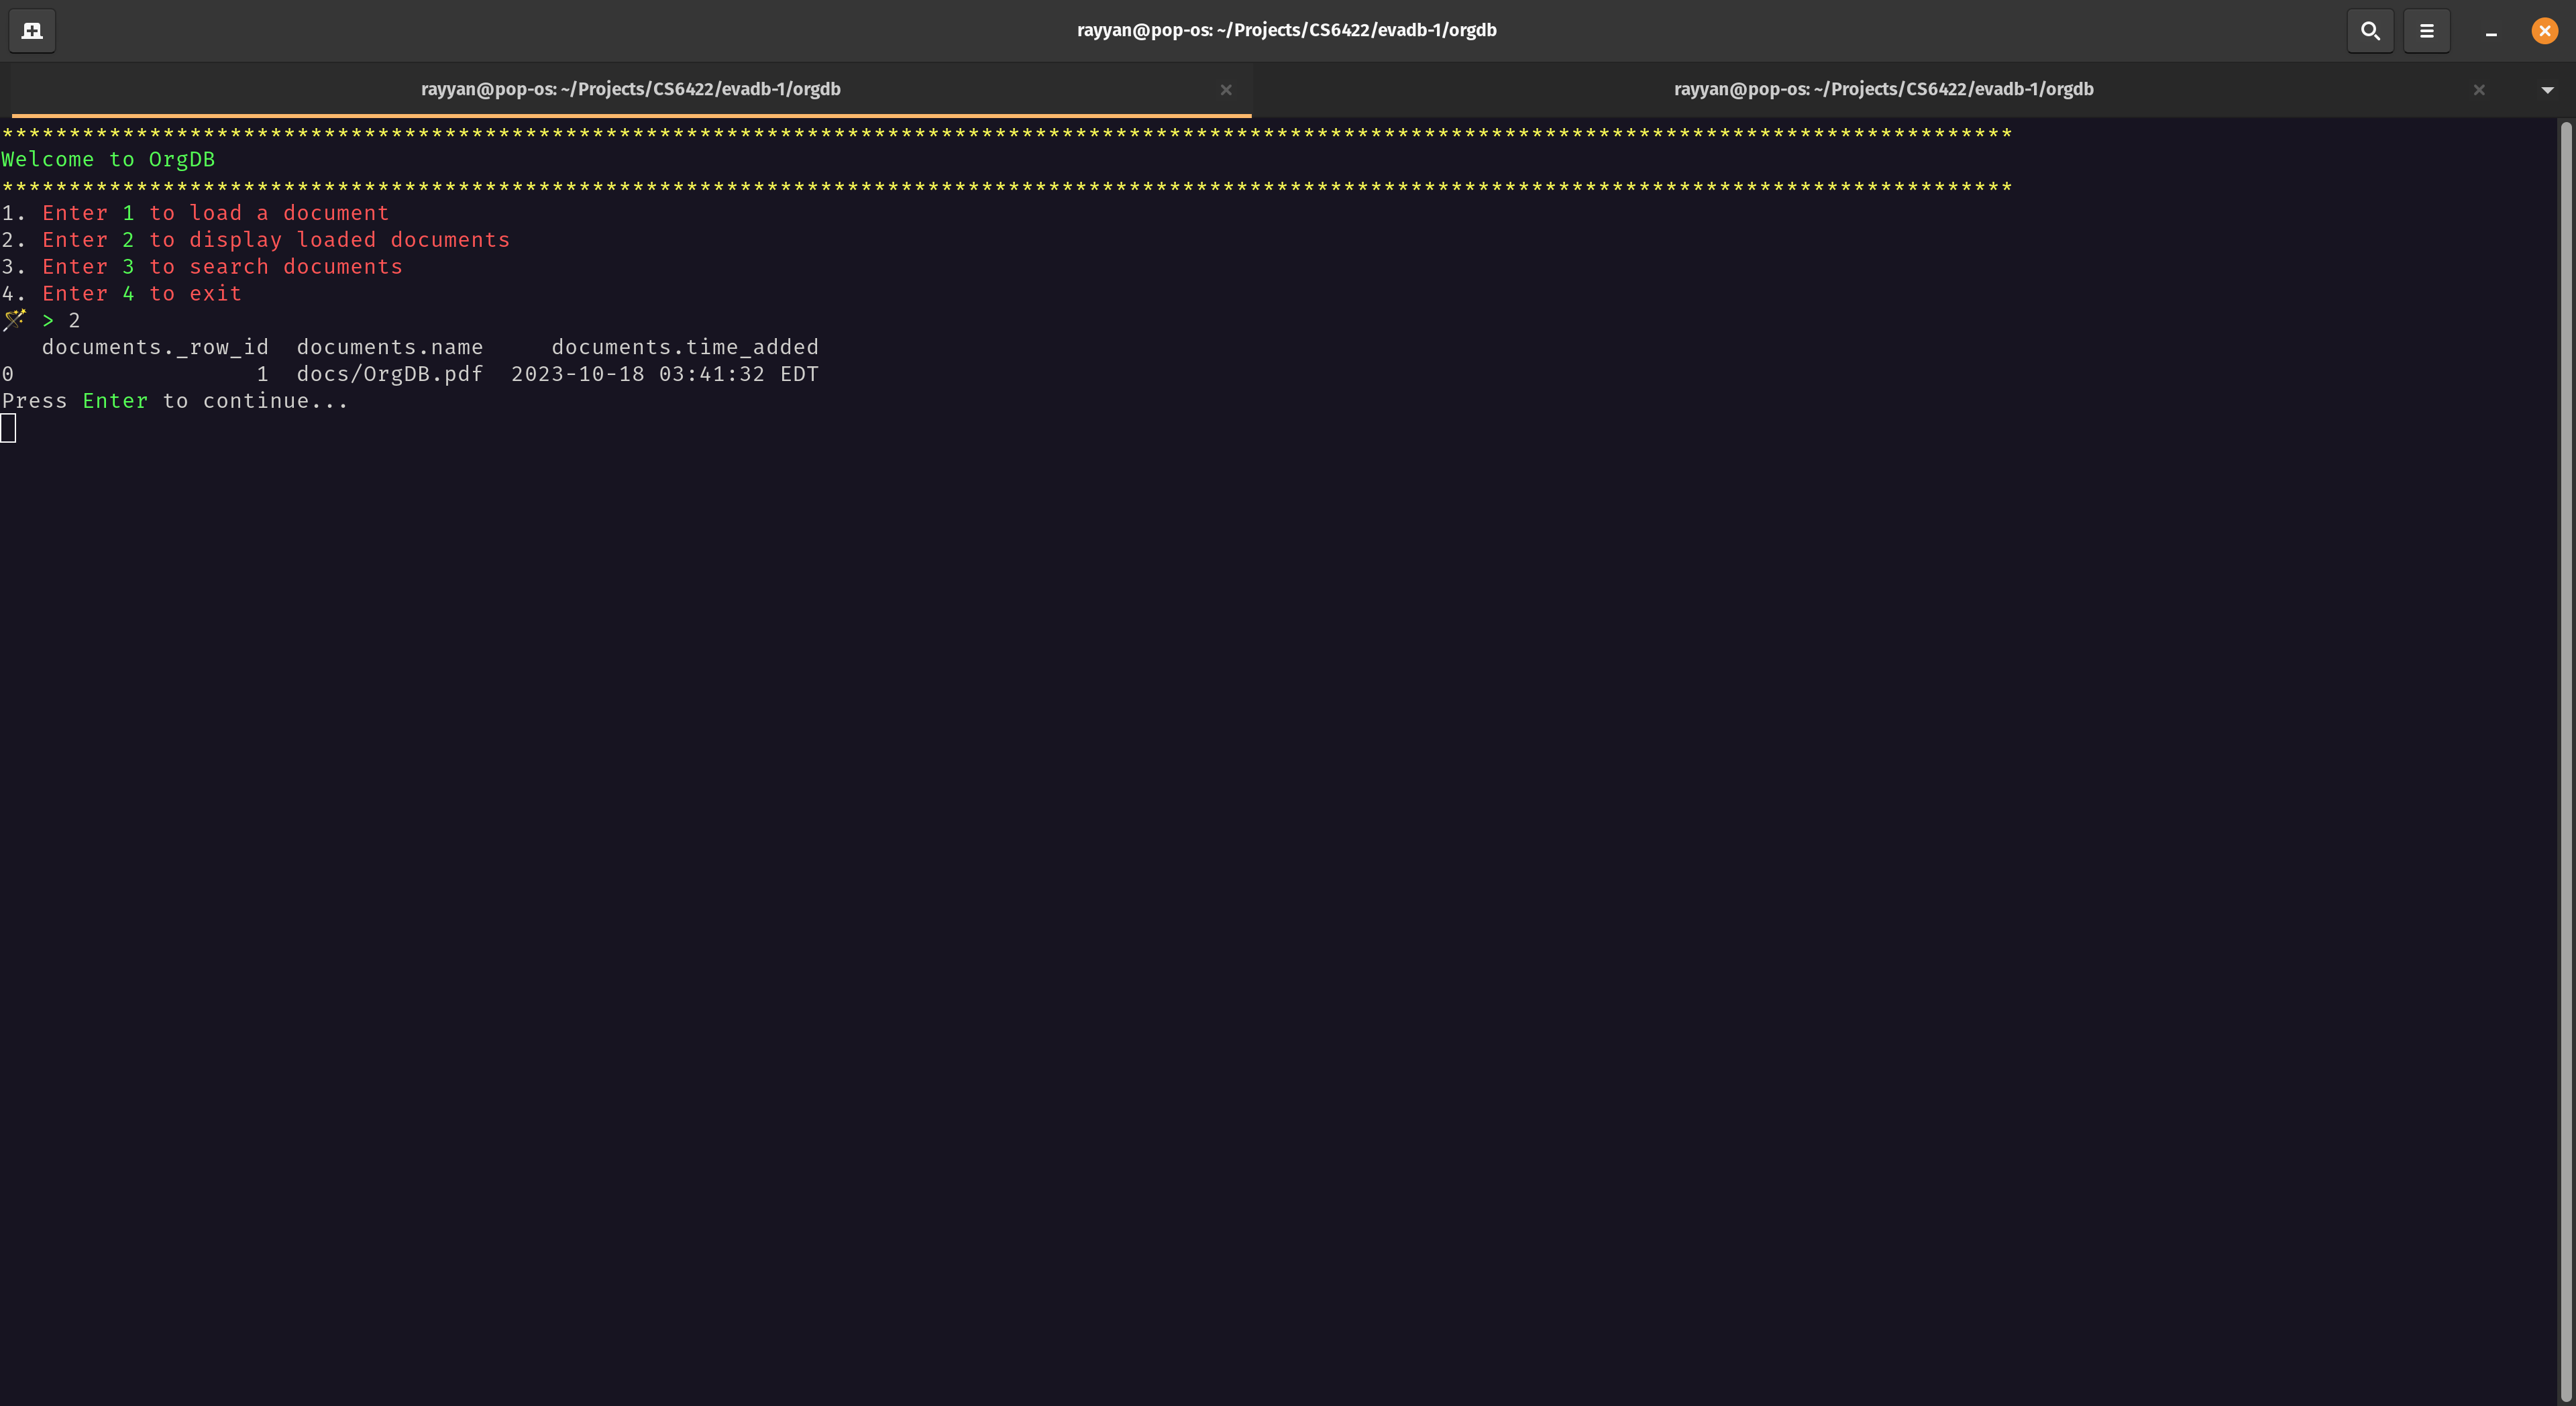 rayyan@pop-os: ~/Projects/CS6422/evadb-1/orgdb
rayyan@pop-os: ~/Projects/CS6422/evadb-1/orgdb
rayyan@pop-os: ~/Projects/CS6422/evadb-1/orgdb
******************************************************************************************************************************************************
Welcome to OrgDB
******************************************************************************************************************************************************
1. Enter 1 to load a document
2. Enter 2 to display loaded documents
3. Enter 3 to search documents
4. Enter 4 to exit
🪄 > 2
   documents._row_id  documents.name     documents.time_added
0                  1  docs/OrgDB.pdf  2023-10-18 03:41:32 EDT
Press Enter to continue...